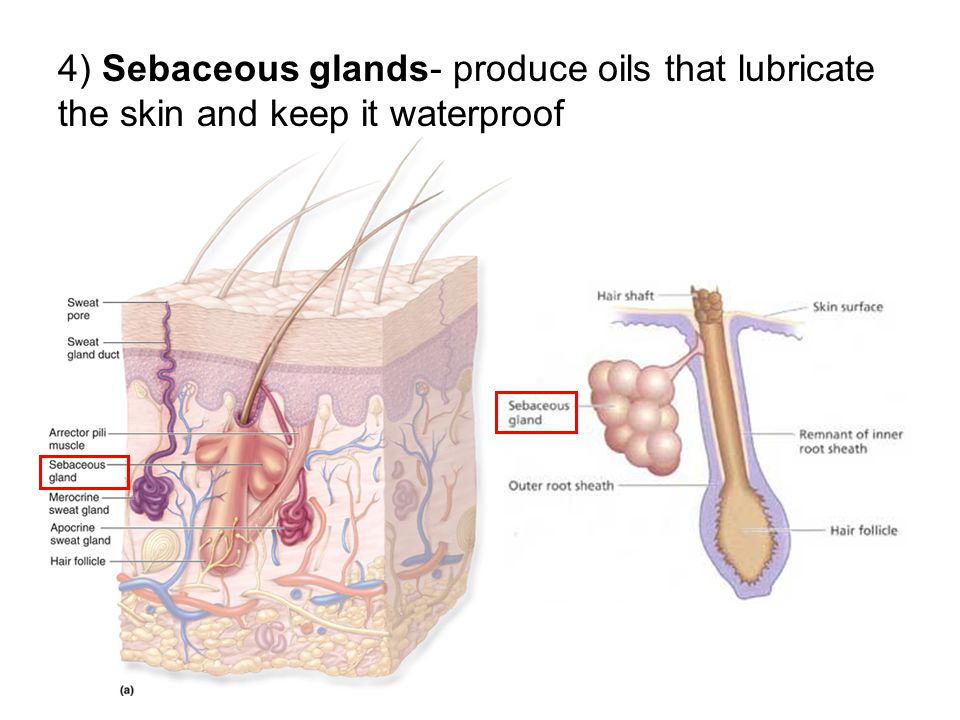 4) Sebaceous glands- produce oils that lubricate
the skin and keep it waterproof
Sweat
pore
Sweat
gland duct
Arrector pili
muscle
Sebaceous
gland
Merocrine
sweat gland
Apocrine
sweat gland
Hair follicle
(a)
Hair shaft
Skin surface
Sebaceous
gland
Remnant of inner
root sheath
Outer root sheath
Hair follicle